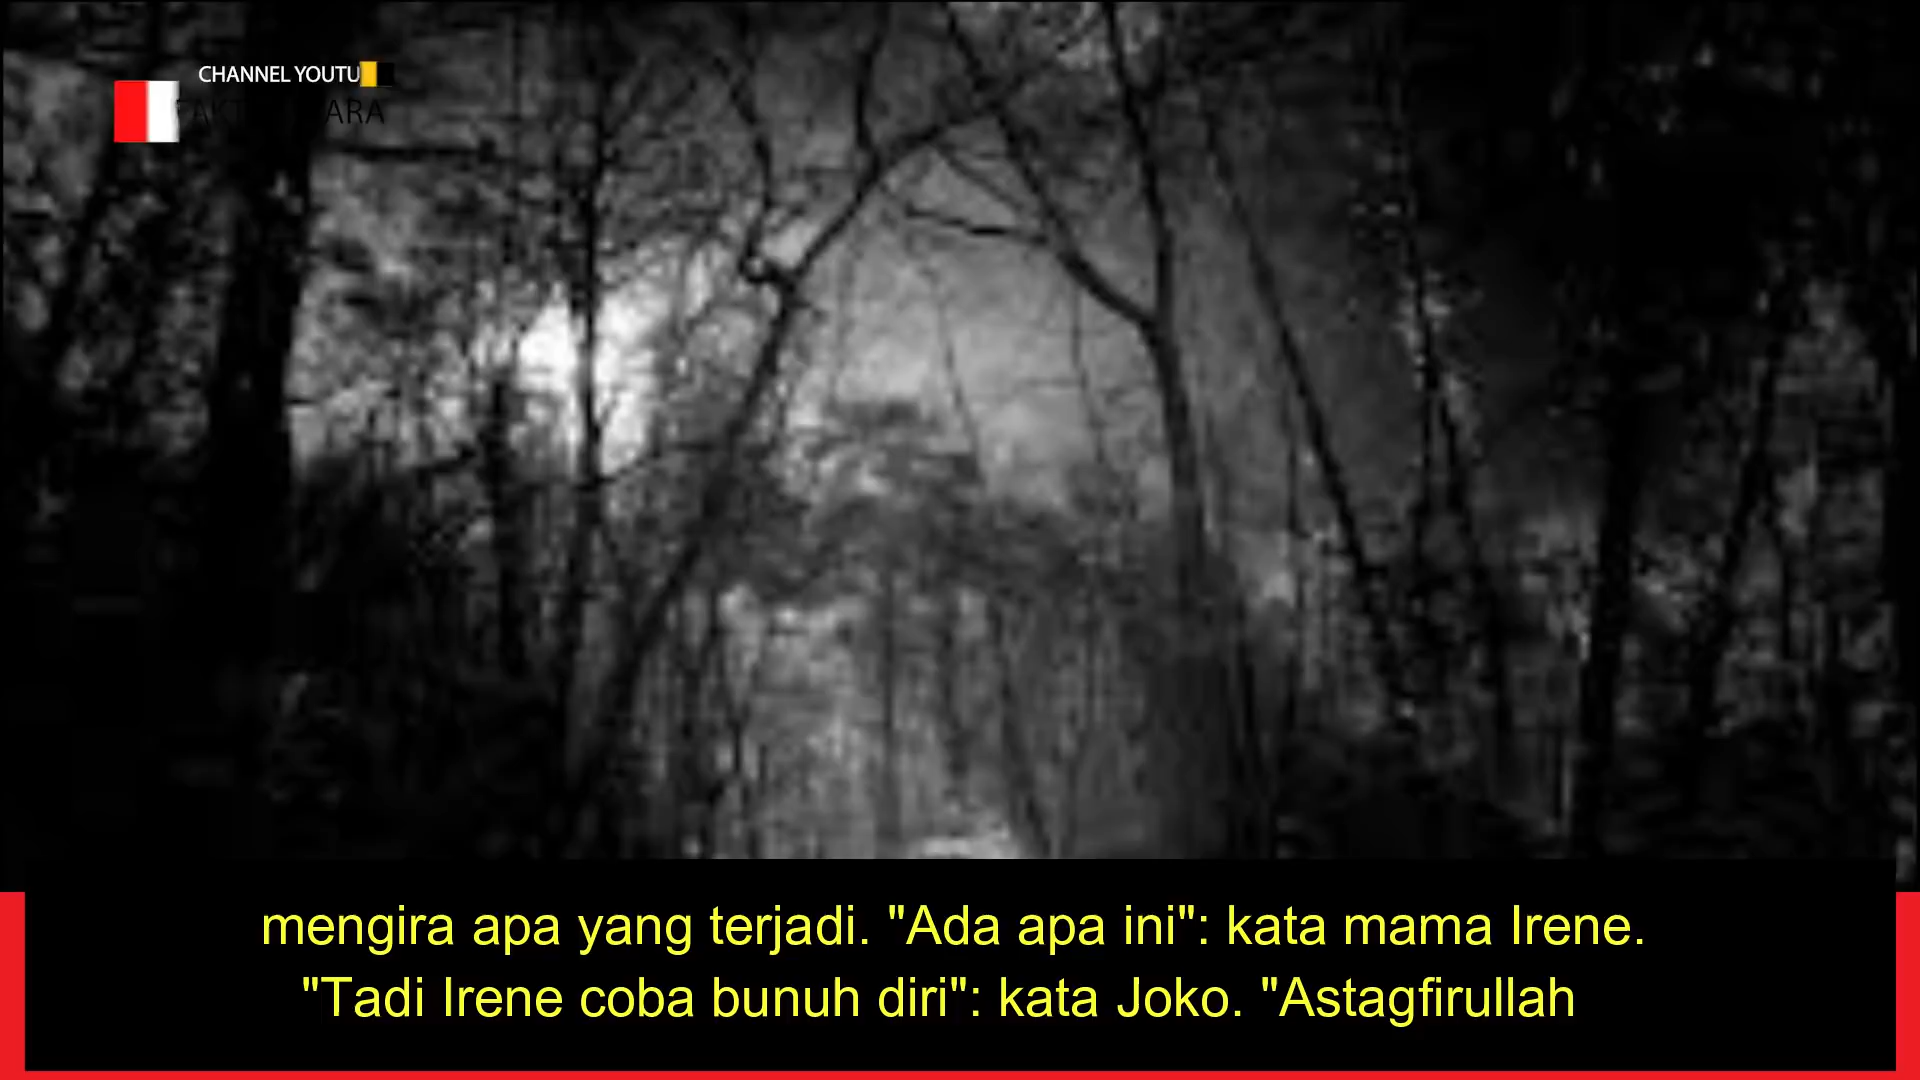 CHANNEL YOUTU
ARA
mengira apa yang terjadi. "Ada apa ini": kata mama Irene.
"Tadi Irene coba bunuh diri": kata Joko. "Astagfirullah